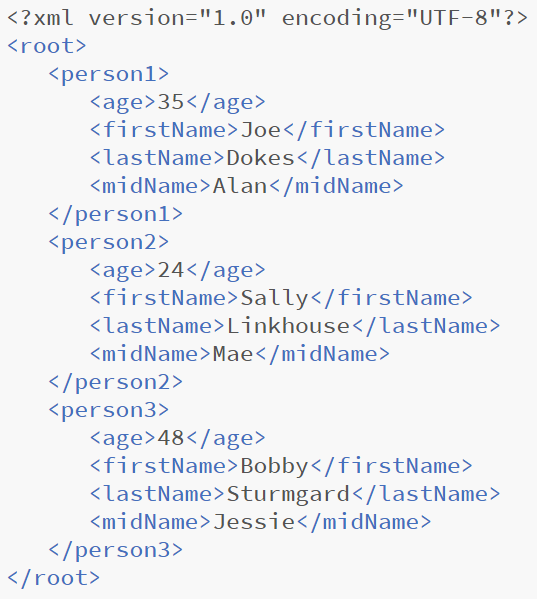 <?xml version="1.0" encoding="UTF-8"?>
<root>
   <person1>
      <age>35</age>
      <firstName>Joe</firstName>
      <lastName>Dokes</lastName>
      <midName>Alan</midName>
   </person1>
   <person2>
      <age>24</age>
      <firstName>Sally</firstName>
      <lastName>Linkhouse</lastName>
      <midName>Mae</midName>
   </person2>
   <person3>
      <age>48</age>
      <firstName>Bobby</firstName>
      <lastName>Sturmgard</lastName>
      <midName>Jessie</midName>
   </person3>
</root>